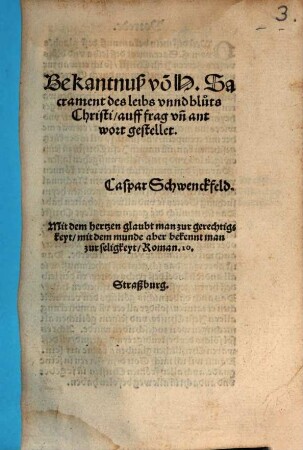 3.
Bekantnuß võ H. Sa
crament des leibs vnnd blůts
Christi / auff frag vñ ant
wort gestellet.
Caspar Schwenckfeld.
Mit dem hertzen glaubt man zur gerechtig⸗
keyt / mit dem munde aber bekennt man
zur seligkeyt / Roman. 10.
Straßburg.